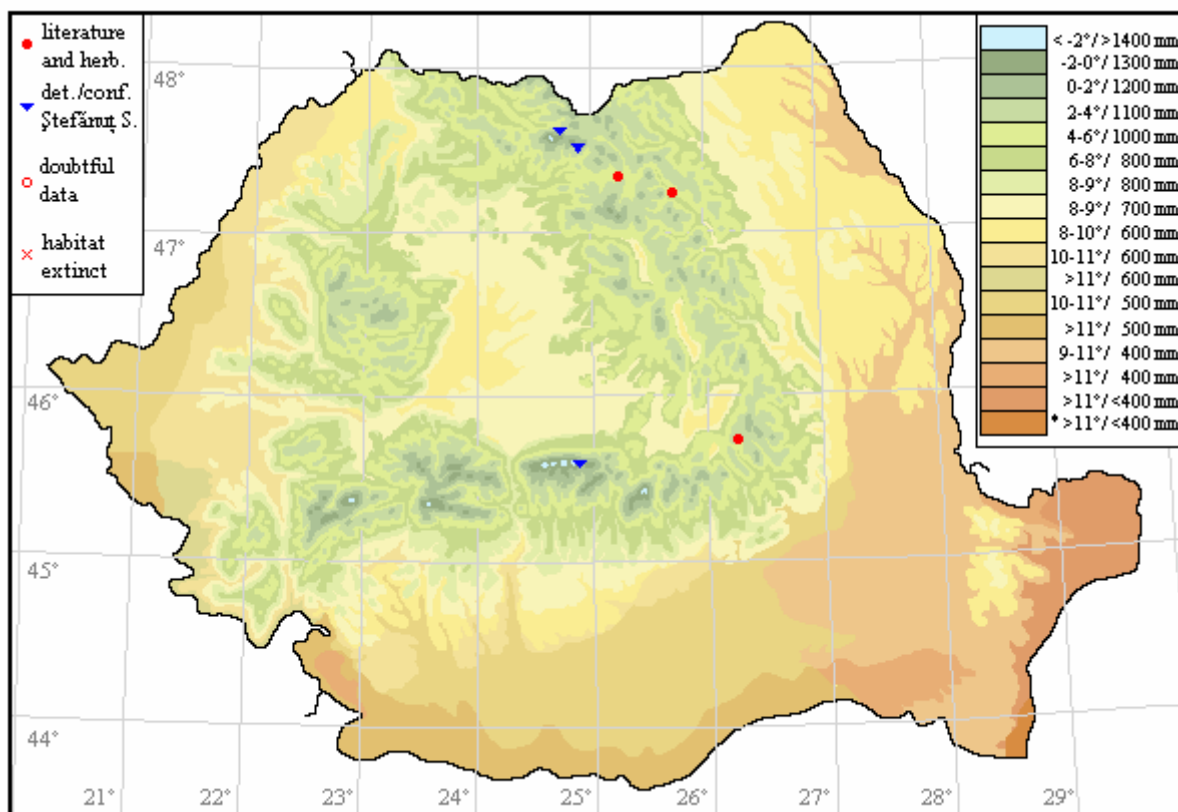 literature
and herb.
det./conf.
Ştefănuţ S.
doubtful
data
habitat
extinct
< -2°/>1400 mm
-2-0°/ 1300 mm
0-2°/ 1200 mm
2-4°/ 1100 mm
4-6°/ 1000 mm
6-8°/ 800 mm
8-9°/ 800 mm
8-9°/ 700 mm
8-10°/ 600 mm
10-11°/ 600 mm
>11°/ 600 mm
10-11°/ 500 mm
>11°/ 500 mm
9-11°/ 400 mm
>11°/ 400 mm
>11°/<400 mm
* >11°/<400 mm
48°
47°
46°
45°
44°
21° 22° 23° 24° 25° 26° 27° 28° 29°